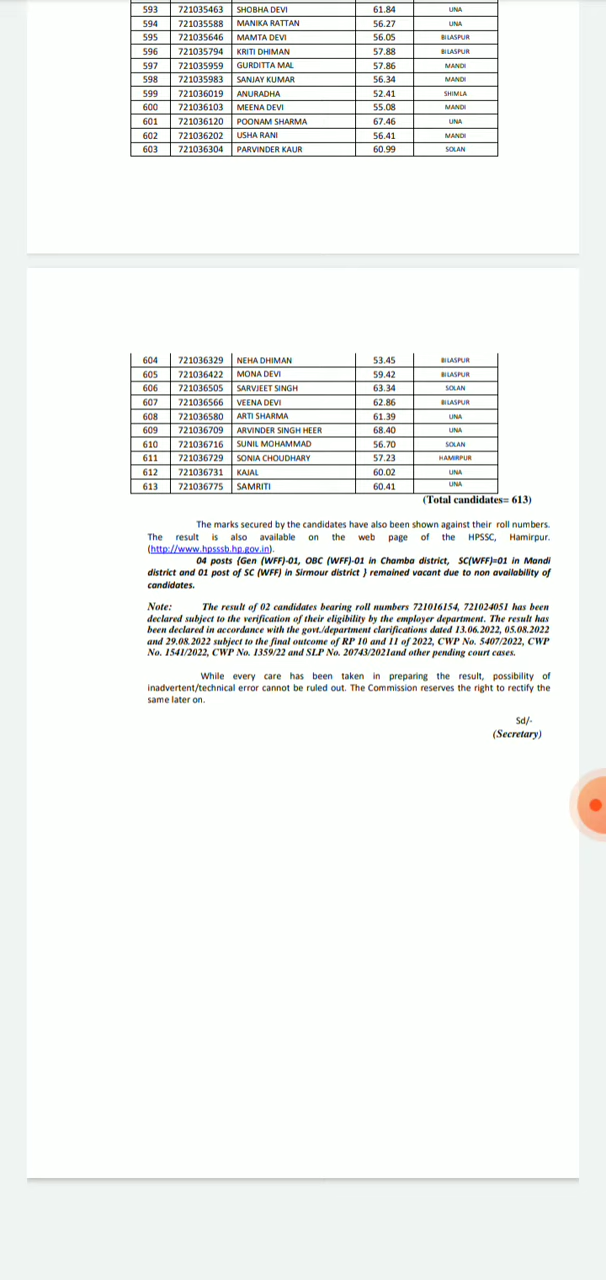 593 721035463 SHOBHA DEVI 61.84 UNA
594 721035588 MANIKA RATTAN 56.27 UNA
595 721035646 MAMTA DEVI 56.05 BILASPUR
596 721035794 KRITI DHIMAN 57.88 BILASPUR
597 721035959 GURDITTA MAL 57.86 MANDI
598 721035983 SANJAY KUMAR 56.34 MANDI
599 721036019 ANURADHA 52.41 SHIMLA
600 721036103 MEENA DEVI 55.08 MANDI
601 721036120 POONAM SHARMA 67.46 UNA
602 721036202 USHA RANI 56.41 MANDI
603 721036304 PARVINDER KAUR 60.99 SOLAN
604 721036329 NEHA DHIMAN 53.45 BILASPUR
605 721036422 MONA DEVI 59.42 BILASPUR
606 721036505 SARVJEET SINGH 63.34 SOLAN
607 721036566 VEENA DEVI 62.86 BILASPUR
608 721036580 ARTI SHARMA 61.39 UNA
609 721036709 ARVINDER SINGH HEER 68.40 UNA
610 721036716 SUNIL MOHAMMAD 56.70 SOLAN
611 721036729 SONIA CHOUDHARY 57.23 HAMIRPUR
612 721036731 KAJAL 60.02 UNA
613 721036775 SAMRITI 60.41 UNA
(Total candidates= 613)
The marks secured by the candidates have also been shown against their roll numbers.
The result is also available on the web page of the HPSSC, Hamirpur.
(http://www.hpsssb.hp.gov.in).
04 posts {Gen (WFF)-01, OBC (WFF)-01 in Chamba district, SC(WFF)=01 in Mandi
district and 01 post of SC (WFF) in Sirmour district } remained vacant due to non availability of
candidates.
Note: The result of 02 candidates bearing roll numbers 721016154, 721024051 has been
declared subject to the verification of their eligibility by the employer department. The result has
been declared in accordance with the govt./department clarifications dated 13.06.2022, 05.08.2022
and 29.08.2022 subject to the final outcome of RP 10 and 11 of 2022, CWP No. 5407/2022, CWP
No. 1541/2022, CWP No. 1359/22 and SLP No. 20743/2021and other pending court cases.
While every care has been taken in preparing the result, possibility of
inadvertent/technical error cannot be ruled out. The Commission reserves the right to rectify the
same later on.
Sd/-
(Secretary)